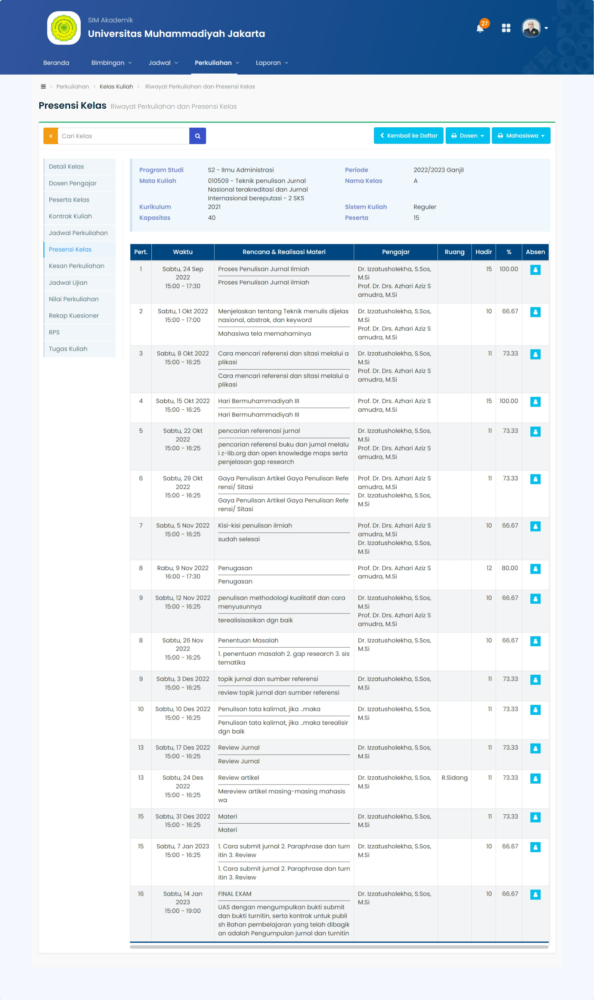 SIM Akademik
Universitas Muhammadiyah Jakarta
27
Beranda
Bimbingan
Jadwal
Perkuliahan
Laporan
Perkuliahan > Kelas Kuliah > Riwayat Perkuliahan dan Presensi Kelas
Presensi Kelas Riwayat Perkuliahan dan Presensi Kelas
« Cari Kelas
Kembali ke Daftar
Dosen
Mahasiswa
Detail Kelas
Dosen Pengajar
Peserta Kelas
Kontrak Kuliah
Jadwal Perkuliahan
Presensi Kelas
Kesan Perkuliahan
Jadwal Ujian
Nilai Perkuliahan
Rekap Kuesioner
RPS
Tugas Kuliah
Program Studi S2 - Ilmu Administrasi Periode 2022/2023 Ganjil
Mata Kuliah 010509 - Teknik penulisan Jurnal Nama Kelas A
Nasional terakreditasi dan Jurnal
Internasional bereputasi - 2 SKS
Kurikulum 2021 Sistem Kuliah Reguler
Kapasitas 40 Peserta 15
Pert. Waktu Rencana & Realisasi Materi Pengajar Ruang Hadir % Absen
1 Sabtu, 24 Sep Proses Penulisan Jurnal Ilmiah Dr. Izzatusholekha, S.Sos, 15 100.00
2022 M.Si
15:00 - 17:30 Proses Penulisan Jurnal ilmiah Prof. Dr. Drs. Azhari Aziz S
amudra, M.Si
2 Sabtu, 1 Okt 2022 Menjelaskan tentang Teknik menulis dijelas Dr. Izzatusholekha, S.Sos, 10 66.67
15:00 - 17:00 nasional, abstrak, dan keyword M.Si
Mahasiwa tela memahaminya Prof. Dr. Drs. Azhari Aziz S
amudra, M.Si
3 Sabtu, 8 Okt 2022 Cara mencari referensi dan sitasi melalui a Dr. Izzatusholekha, S.Sos, 11 73.33
15:00 - 16:25 plikasi M.Si
Cara mencari referensi dan sitasi melalui a Prof. Dr. Drs. Azhari Aziz S
plikasi amudra, M.Si
4 Sabtu, 15 Okt 2022 Hari Bermuhammadiyah III Prof. Dr. Drs. Azhari Aziz S 15 100.00
15:00 - 16:25 Hari Bermuhammadiyah III amudra, M.Si
5 Sabtu, 22 Okt pencarian referenasi jurnal Dr. Izzatusholekha, S.Sos, 11 73.33
2022 M.Si
15:00 - 16:25 pencarian referensi buku dan jurnal melalu Prof. Dr. Drs. Azhari Aziz S
i z-lib.org dan open knowledge maps serta amudra, M.Si
penjelasan gap research
6 Sabtu, 29 Okt Gaya Penulisan Artikel Gaya Penulisan Refe Prof. Dr. Drs. Azhari Aziz S 11 73.33
2022 rensi/ Sitasi amudra, M.Si
15:00 - 16:25 Gaya Penulisan Artikel Gaya Penulisan Refe Dr. Izzatusholekha, S.Sos,
rensi/ Sitasi M.Si
7 Sabtu, 5 Nov 2022 Kisi-kisi penulisan ilmiah Prof. Dr. Drs. Azhari Aziz S 10 66.67
15:00 - 16:25 sudah selesai amudra, M.Si
Dr. Izzatusholekha, S.Sos,
M.Si
8 Rabu, 9 Nov 2022 Penugasan Prof. Dr. Drs. Azhari Aziz S 12 80.00
16:00 - 17:30 Penugasan amudra, M.Si
9 Sabtu, 12 Nov 2022 penulisan methodologi kualitatif dan cara Dr. Izzatusholekha, S.Sos, 10 66.67
15:00 - 16:25 menyusunnya M.Si
terealisisasikan dgn baik Prof. Dr. Drs. Azhari Aziz S
amudra, M.Si
8 Sabtu, 26 Nov Penentuan Masalah Dr. Izzatusholekha, S.Sos, 10 66.67
2022 M.Si
15:00 - 16:25 1. penentuan masalah 2. gap research 3. sis
tematika
9 Sabtu, 3 Des 2022 topik jurnal dan sumber referensi Dr. Izzatusholekha, S.Sos, 11 73.33
15:00 - 16:25 review topik jurnal dan sumber referensi M.Si
10 Sabtu, 10 Des 2022 Penulisan tata kalimat, jika ..maka Dr. Izzatusholekha, S.Sos, 11 73.33
15:00 - 16:25 Penulisan tata kalimat, jika ..maka terealisir M.Si
dgn baik
13 Sabtu, 17 Des 2022 Review Jurnal Dr. Izzatusholekha, S.Sos, 11 73.33
15:00 - 16:25 Review Jurnal M.Si
13 Sabtu, 24 Des Review artikel Dr. Izzatusholekha, S.Sos, R.Sidang 11 73.33
2022 M.Si
15:00 - 16:25 Mereview artikel masing-masing mahasis
wa
15 Sabtu, 31 Des 2022 Materi Dr. Izzatusholekha, S.Sos, 11 73.33
15:00 - 16:25 Materi M.Si
15 Sabtu, 7 Jan 2023 1. Cara submit jurnal 2. Paraphrase dan turn Dr. Izzatusholekha, S.Sos, 10 66.67
15:00 - 16:25 itin 3. Review M.Si
1. Cara submit jurnal 2. Paraphrase dan turn
itin 3. Review
16 Sabtu, 14 Jan FINAL EXAM Dr. Izzatusholekha, S.Sos, 10 66.67
2023 M.Si
15:00 - 19:00 UAS dengan mengumpulkan bukti submit
dan bukti turnitin, serta kontrak untuk publi
sh Bahan pembelajaran yang telah dibagik
an adalah Pengumpulan jurnal dan turnitin